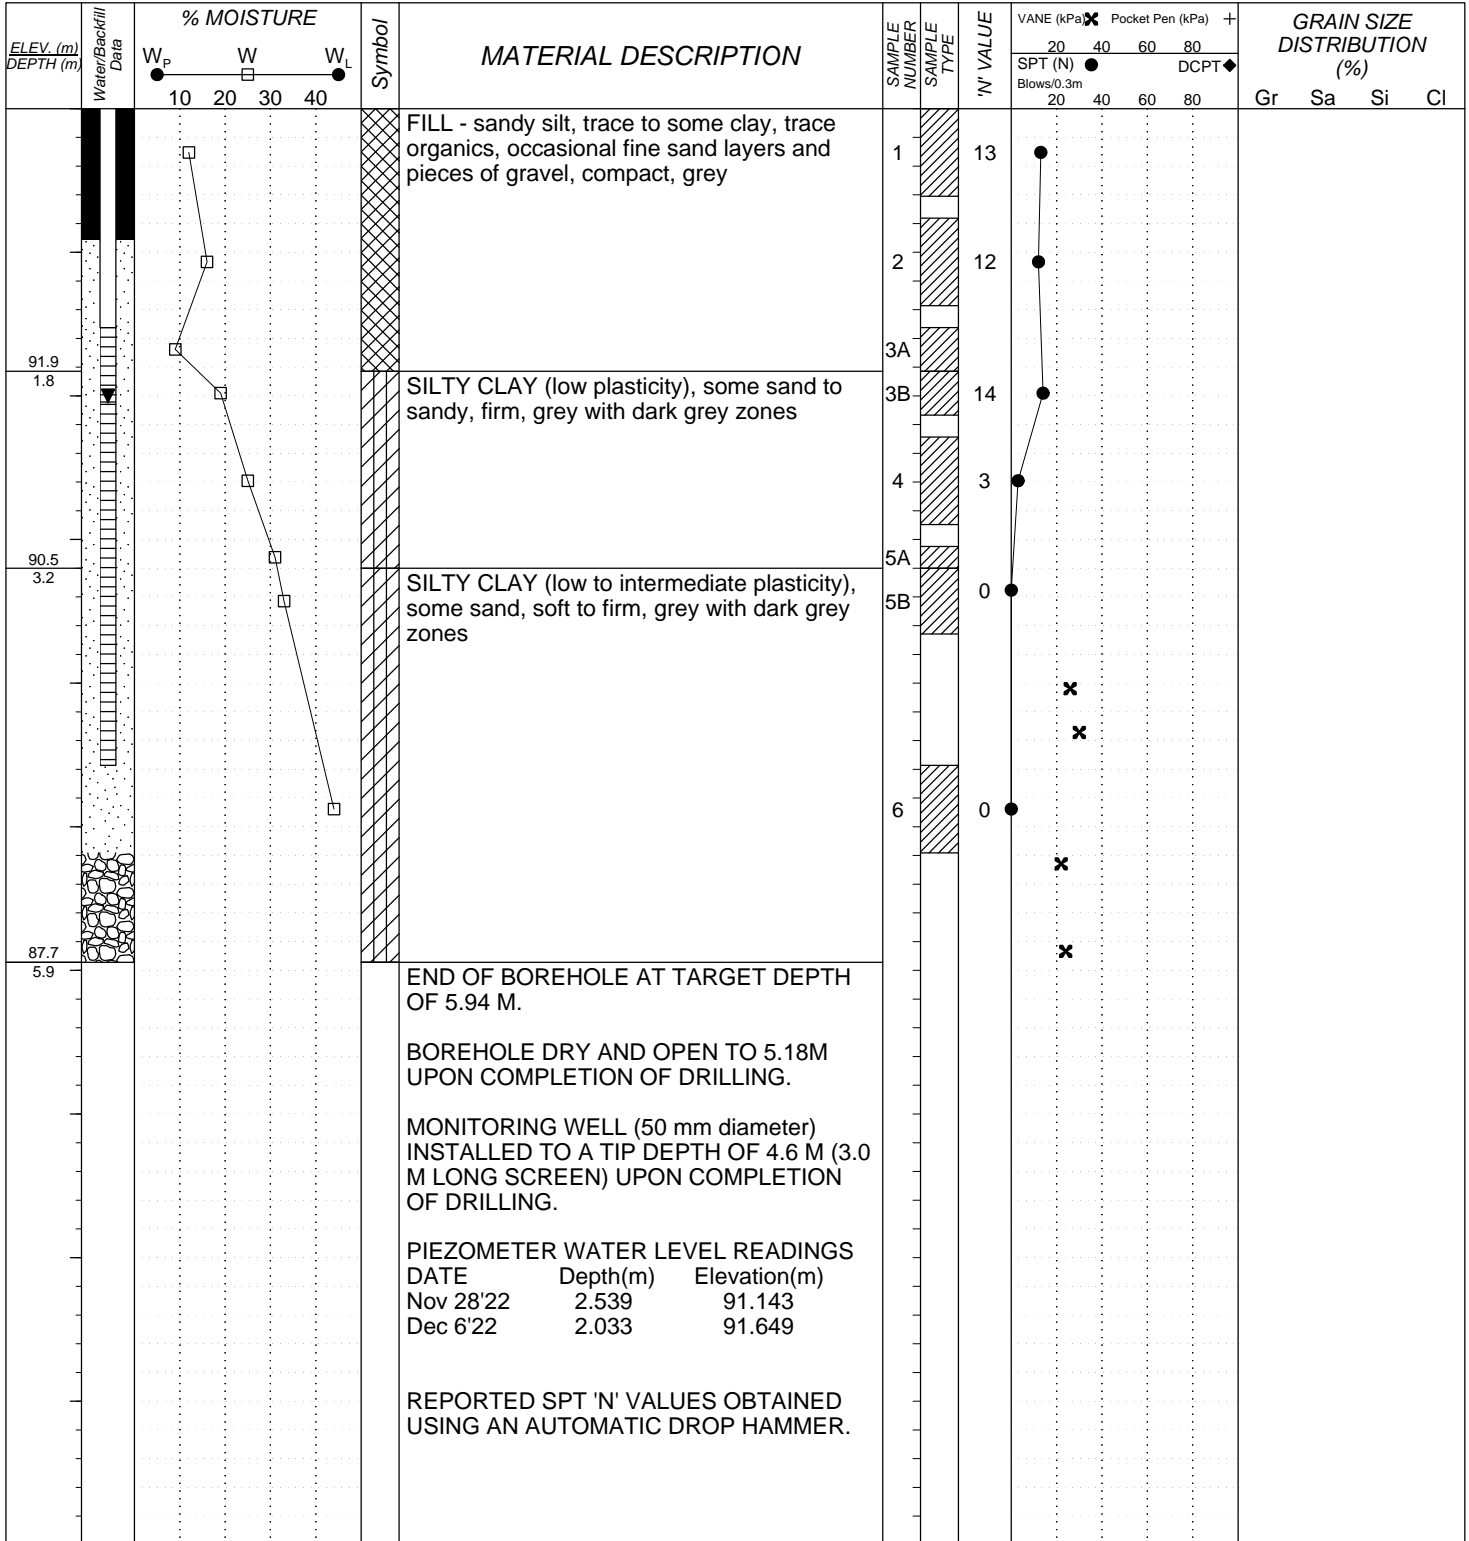 ELEV. (m)
DEPTH (m)
Water/Backfill
Data
% MOISTURE
WP W WL
10 20 30 40
Symbol
MATERIAL DESCRIPTION
SAMPLE
NUMBER
SAMPLE
TYPE
'N' VALUE
VANE (kPa) Pocket Pen (kPa) +
20 40 60 80
SPT (N) DCPT
Blows/0.3m
20 40 60 80
GRAIN SIZE
DISTRIBUTION
(%)
Gr Sa Si Cl
FILL - sandy silt, trace to some clay, trace
organics, occasional fine sand layers and
pieces of gravel, compact, grey
1 13
2 12
3A
91.9
1.8
SILTY CLAY (low plasticity), some sand to
sandy, firm, grey with dark grey zones
3B 14
4 3
5A
90.5
3.2
SILTY CLAY (low to intermediate plasticity),
some sand, soft to firm, grey with dark grey
zones
5B 0
6 0
87.7
5.9
END OF BOREHOLE AT TARGET DEPTH
OF 5.94 M.
BOREHOLE DRY AND OPEN TO 5.18M
UPON COMPLETION OF DRILLING.
MONITORING WELL (50 mm diameter)
INSTALLED TO A TIP DEPTH OF 4.6 M (3.0
M LONG SCREEN) UPON COMPLETION
OF DRILLING.
PIEZOMETER WATER LEVEL READINGS
DATE Depth(m) Elevation(m)
Nov 28'22 2.539 91.143
Dec 6'22 2.033 91.649
REPORTED SPT 'N' VALUES OBTAINED
USING AN AUTOMATIC DROP HAMMER.